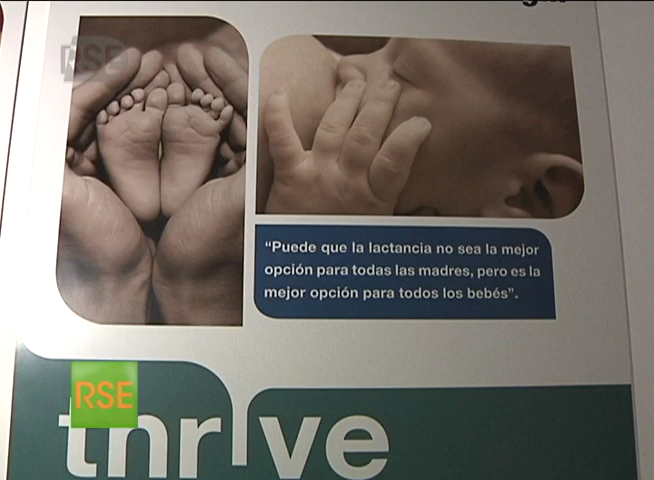 RSE
“Puede que la lactancia no sea la mejor
opción para todas las madres, pero es la
mejor opción para todos los bebés”.
RSE
thrive